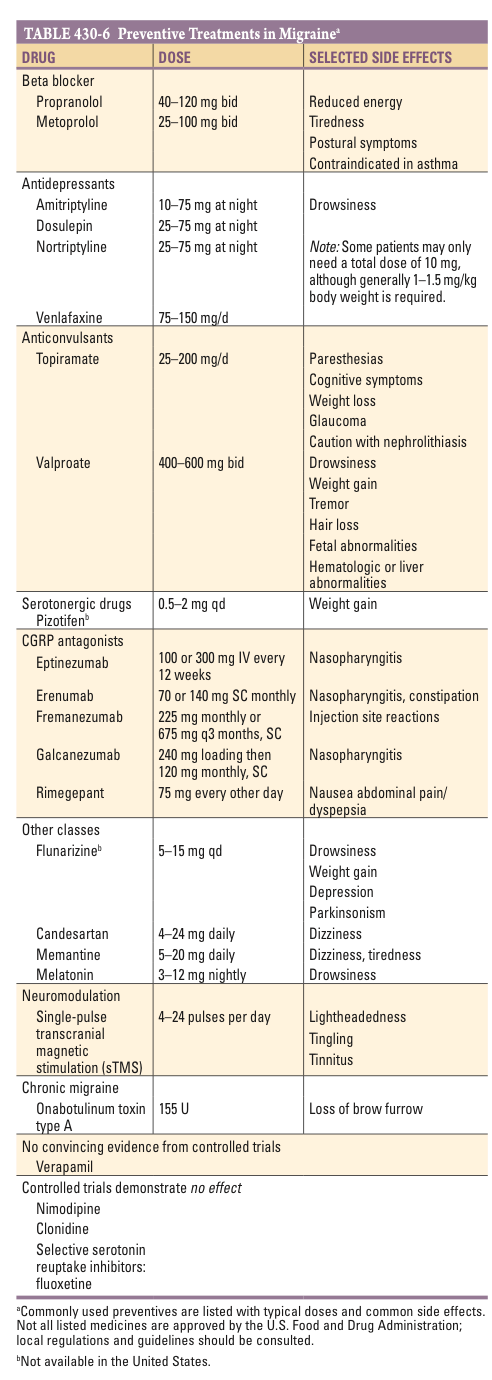 TABLE 430-6 Preventive Treatments in Migraineᵃ
DRUG DOSE SELECTED SIDE EFFECTS
Beta blocker
Propranolol 40–120 mg bid Reduced energy
Metoprolol 25–100 mg bid Tiredness
Postural symptoms
Contraindicated in asthma
Antidepressants
Amitriptyline 10–75 mg at night Drowsiness
Dosulepin 25–75 mg at night
Nortriptyline 25–75 mg at night Note: Some patients may only
need a total dose of 10 mg,
although generally 1–1.5 mg/kg
body weight is required.
Venlafaxine 75–150 mg/d
Anticonvulsants
Topiramate 25–200 mg/d Paresthesias
Cognitive symptoms
Weight loss
Glaucoma
Caution with nephrolithiasis
Valproate 400–600 mg bid Drowsiness
Weight gain
Tremor
Hair loss
Fetal abnormalities
Hematologic or liver
abnormalities
Serotonergic drugs 0.5–2 mg qd Weight gain
Pizotifenᵇ
CGRP antagonists
Eptinezumab 100 or 300 mg IV every Nasopharyngitis
12 weeks
Erenumab 70 or 140 mg SC monthly Nasopharyngitis, constipation
Fremanezumab 225 mg monthly or Injection site reactions
675 mg q3 months, SC
Galcanezumab 240 mg loading then Nasopharyngitis
120 mg monthly, SC
Rimegepant 75 mg every other day Nausea abdominal pain/
dyspepsia
Other classes
Flunarizineᵇ 5–15 mg qd Drowsiness
Weight gain
Depression
Parkinsonism
Candesartan 4–24 mg daily Dizziness
Memantine 5–20 mg daily Dizziness, tiredness
Melatonin 3–12 mg nightly Drowsiness
Neuromodulation
Single-pulse 4–24 pulses per day Lightheadedness
transcranial Tingling
magnetic Tinnitus
stimulation (sTMS)
Chronic migraine
Onabotulinum toxin 155 U Loss of brow furrow
type A
No convincing evidence from controlled trials
Verapamil
Controlled trials demonstrate no effect
Nimodipine
Clonidine
Selective serotonin
reuptake inhibitors:
fluoxetine
ᵃCommonly used preventives are listed with typical doses and common side effects.
Not all listed medicines are approved by the U.S. Food and Drug Administration;
local regulations and guidelines should be consulted.
ᵇNot available in the United States.